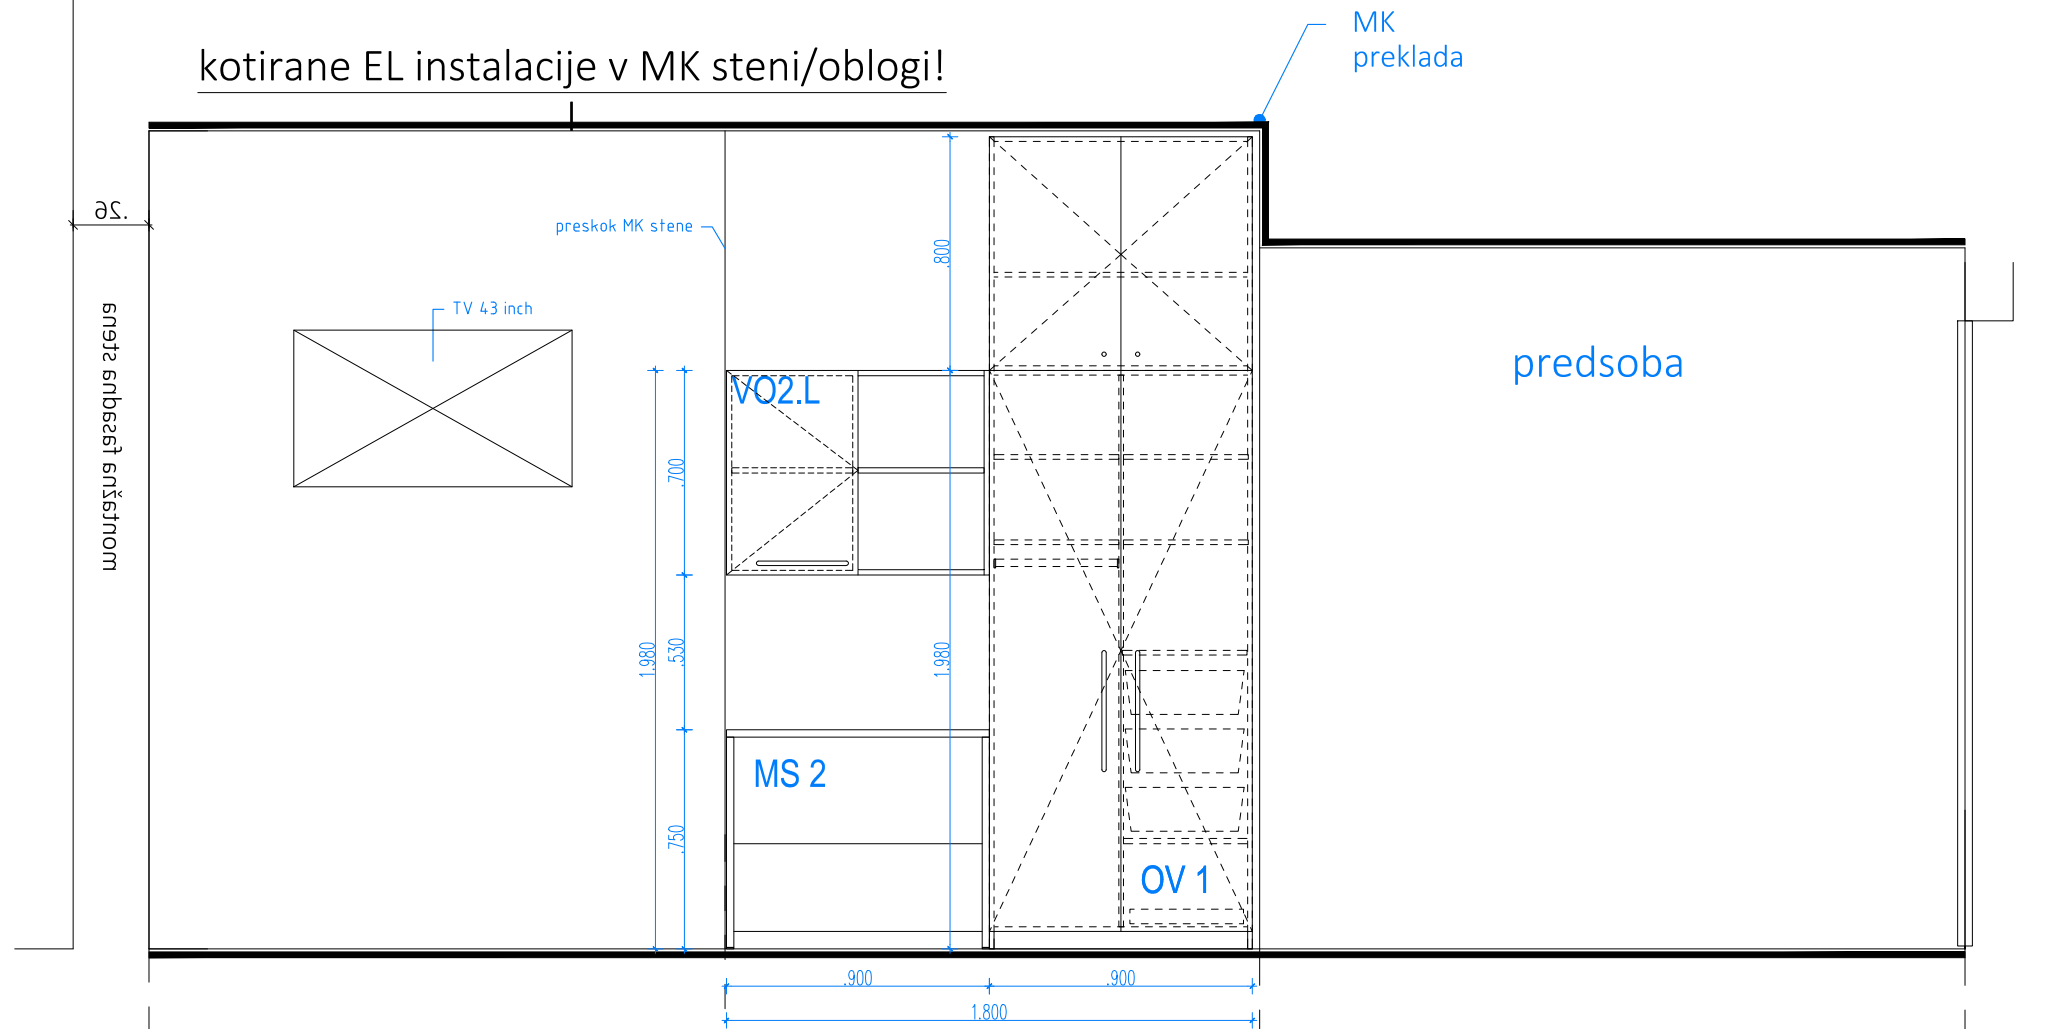 MK
preklada
kotirane EL instalacije v MK steni/oblogi!
.26
preskok MK stene
.800
TV 43 inch
montažna fasadna stena
predsoba
VO2.L
.700
1.980
.530
1.980
MS 2
.750
OV 1
.900
.900
1.800